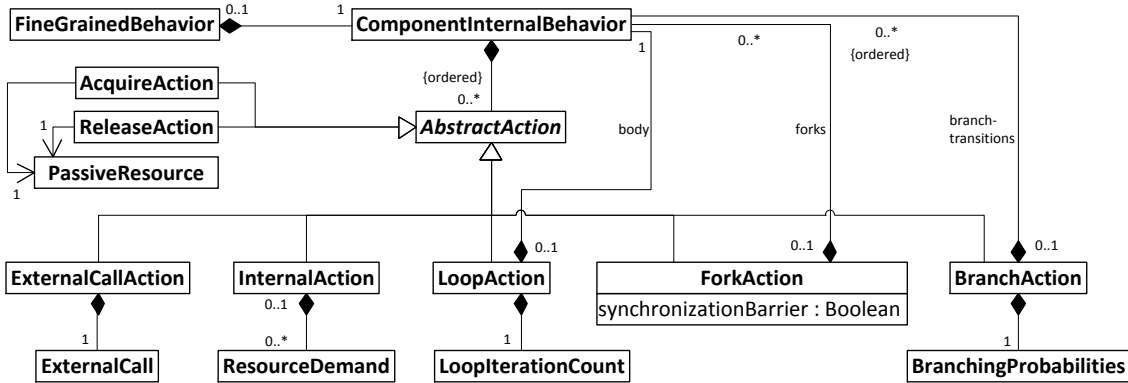 FineGrainedBehavior
0..1
1
ComponentInternalBehavior
1
0..*
0..*
{ordered}
{ordered}
0..*
AcquireAction
ReleaseAction
AbstractAction
1
PassiveResource
1
body
forks
branch-
transitions
0..1
0..1
0..1
ExternalCallAction
InternalAction
LoopAction
ForkAction
BranchAction
synchronizationBarrier : Boolean
0..1
1
0..*
1
1
ExternalCall
ResourceDemand
LoopIterationCount
BranchingProbabilities